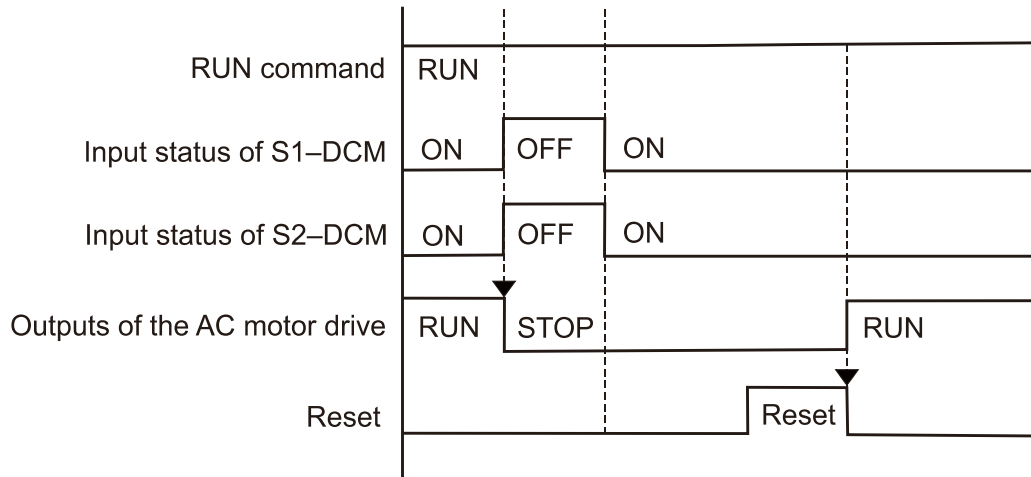 RUN command RUN
Input status of S1–DCM ON OFF ON
Input status of S2–DCM ON OFF ON
Outputs of the AC motor drive RUN STOP RUN
Reset Reset